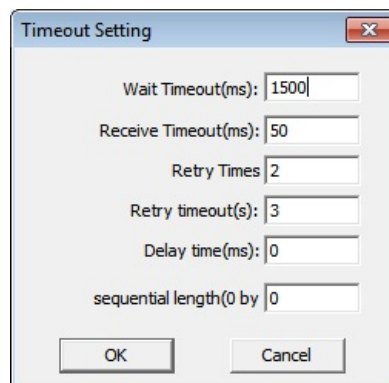 Timeout Setting
Wait Timeout(ms): 1500
Receive Timeout(ms): 50
Retry Times 2
Retry timeout(s): 3
Delay time(ms): 0
sequential length(0 by 0
OK Cancel